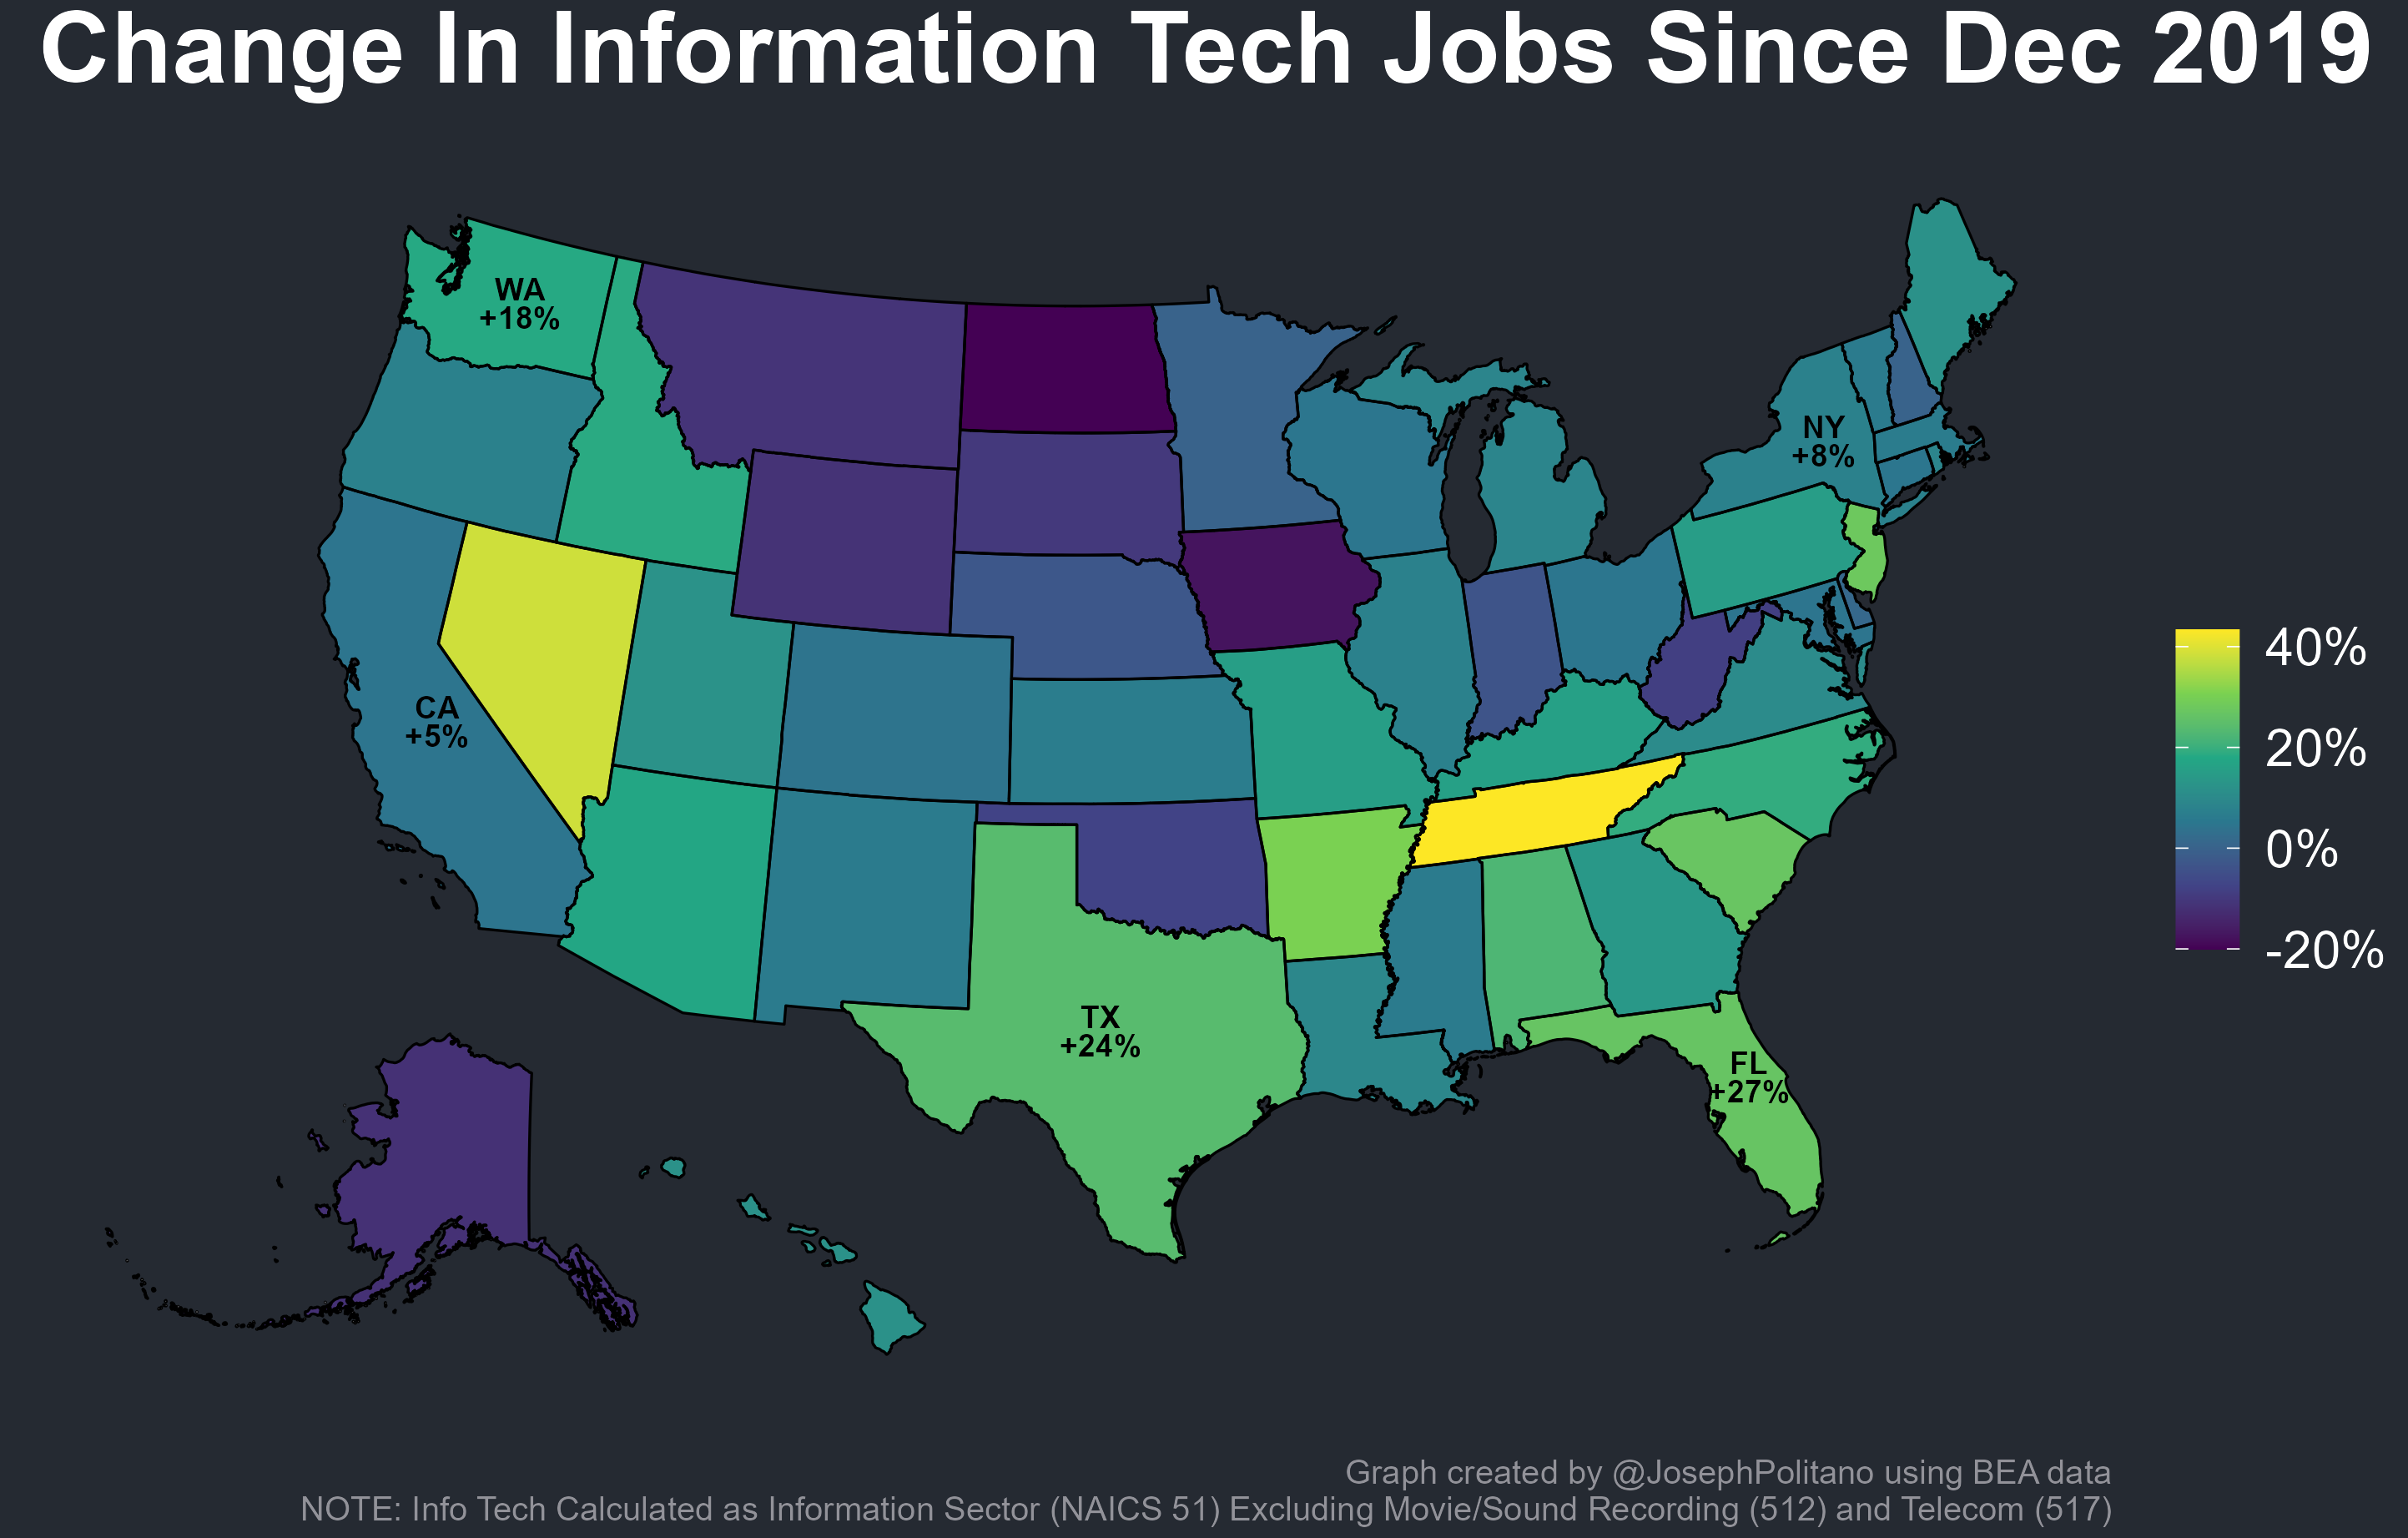 Change In Information Tech Jobs Since Dec 2019
WA
+18%
NY
+8%
CA
+5%
TX
+24%
FL
+27%
40%
20%
0%
-20%
Graph created by @JosephPolitano using BEA data
NOTE: Info Tech Calculated as Information Sector (NAICS 51) Excluding Movie/Sound Recording (512) and Telecom (517)